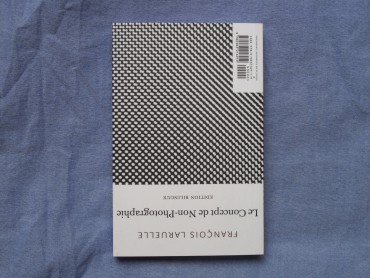 FRANÇOIS LARUELLE
Le Concept de Non-Photographie
EDITION BILINGUE